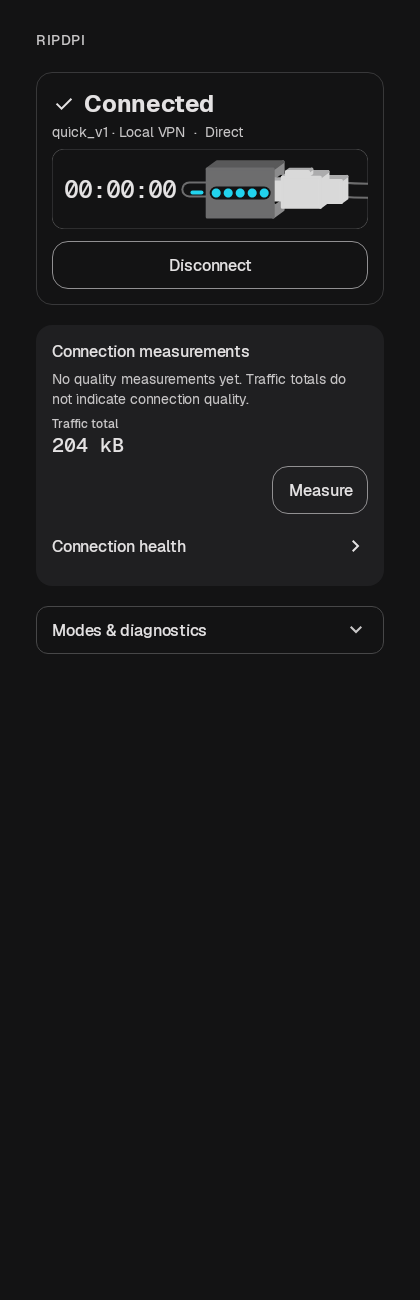 RIPDPI
Connected
quick_v1 · Local VPN · Direct
00:00:00
Disconnect
Connection measurements
No quality measurements yet. Traffic totals do
not indicate connection quality.
Traffic total
204 kB
Measure
Connection health
Modes & diagnostics